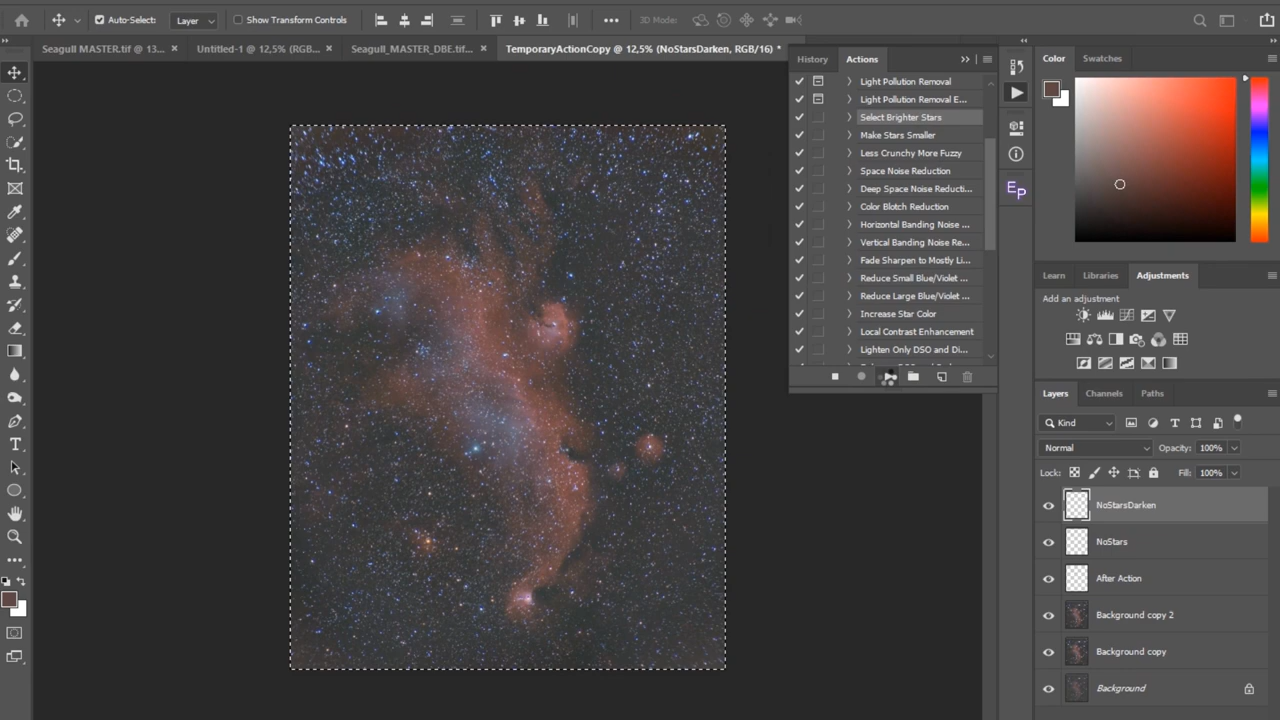 Auto-Select:
Layer
Show Transform Controls
3D Mode:
Seagull MASTER.tif @ 13...
Untitled-1 @ 12,5% (RGB...
Seagull_MASTER_DBE.tif...
TemporaryActionCopy @ 12,5% (NoStarsDarken, RGB/16) *
History
Actions
Light Pollution Removal
Light Pollution Removal E...
Select Brighter Stars
Make Stars Smaller
Less Crunchy More Fuzzy
Space Noise Reduction
Deep Space Noise Reducti...
Color Blotch Reduction
Horizontal Banding Noise ...
Vertical Banding Noise Re...
Fade Sharpen to Mostly Li...
Reduce Small Blue/Violet ...
Reduce Large Blue/Violet ...
Increase Star Color
Local Contrast Enhancement
Lighten Only DSO and Di...
EP
Color
Swatches
Learn
Libraries
Adjustments
Add an adjustment
Layers
Channels
Paths
Kind
Normal
Opacity: 100%
Lock:
Fill: 100%
NoStarsDarken
NoStars
After Action
Background copy 2
Background copy
Background